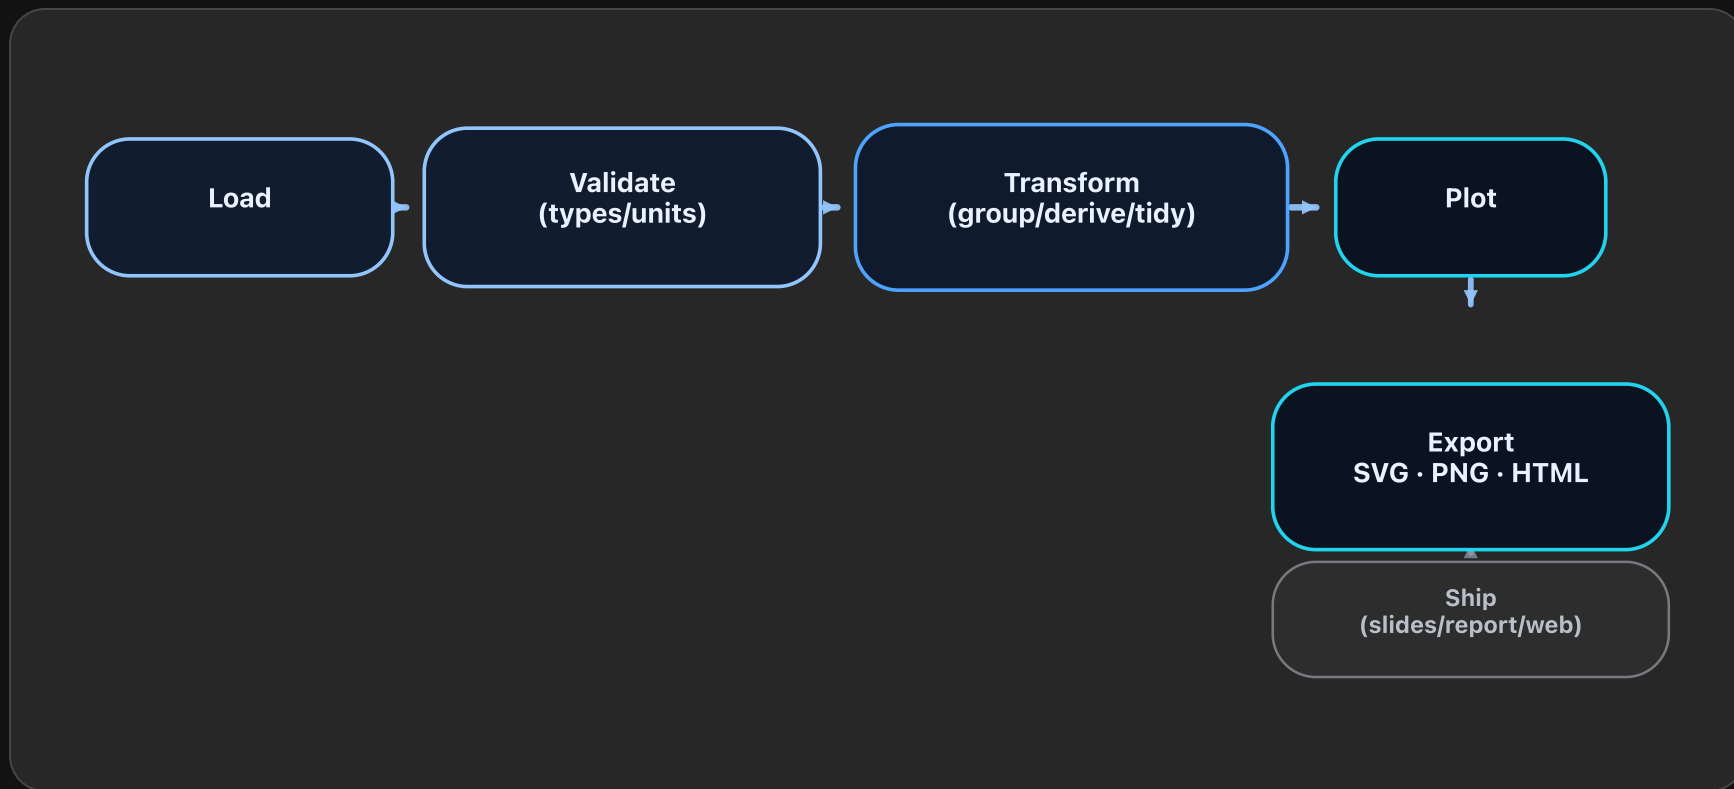 Load
Validate
(types/units)
Transform
(group/derive/tidy)
Plot
Export
SVG · PNG · HTML
Ship
(slides/report/web)